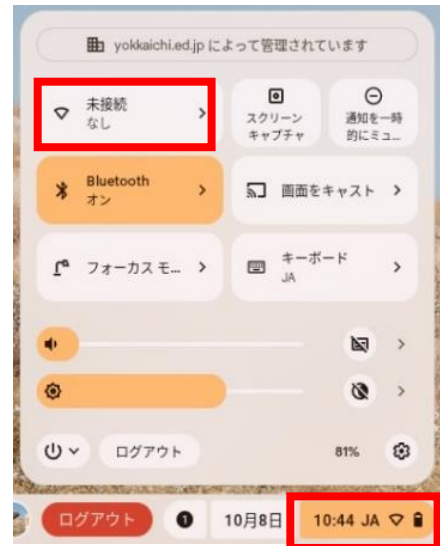 yokkaichi.ed.jp によって管理されています
未接続
なし
スクリーン
キャプチャ
通知を一時
的にミュ...
Bluetooth
オン
画面をキャスト
フォーカス モ...
キーボード
JA
ログアウト
81%
ログアウト
1
10月8日
10:44 JA